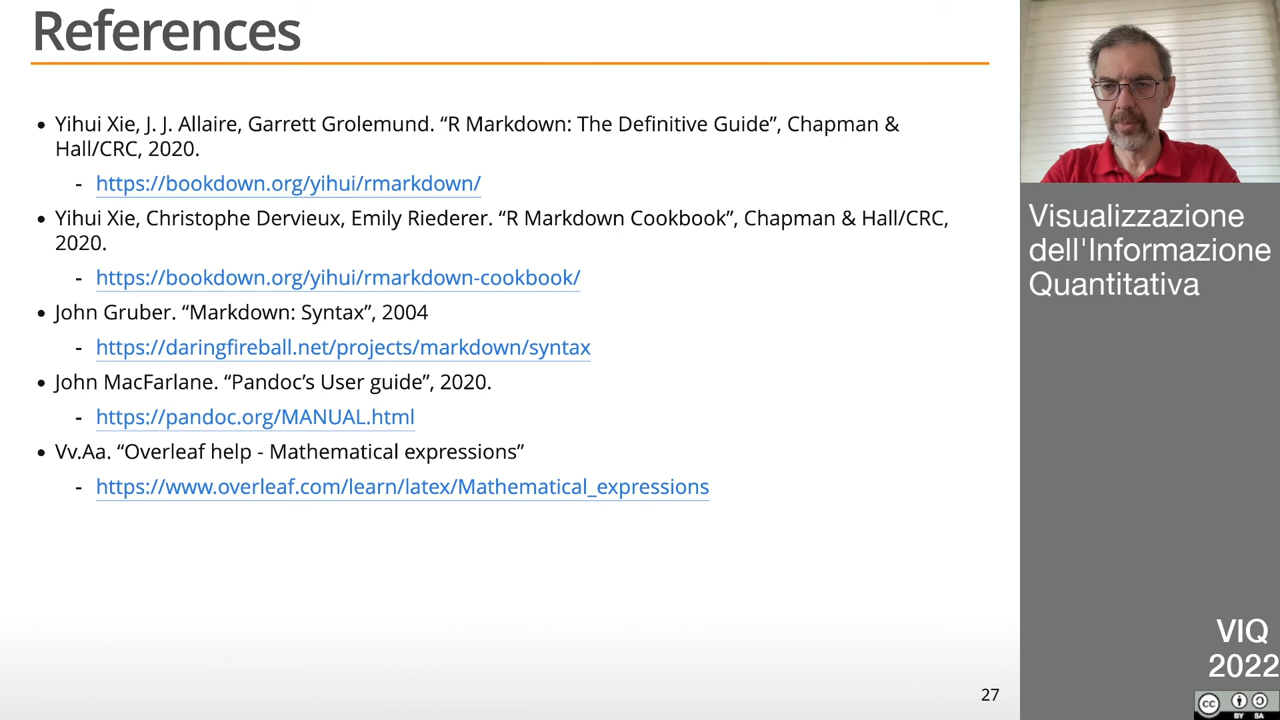 References
• Yihui Xie, J. J. Allaire, Garrett Grolemund. “R Markdown: The Definitive Guide”, Chapman &
Hall/CRC, 2020.
- https://bookdown.org/yihui/rmarkdown/
• Yihui Xie, Christophe Dervieux, Emily Riederer. “R Markdown Cookbook”, Chapman & Hall/CRC,
2020.
- https://bookdown.org/yihui/rmarkdown-cookbook/
• John Gruber. “Markdown: Syntax”, 2004
- https://daringfireball.net/projects/markdown/syntax
• John MacFarlane. “Pandoc’s User guide”, 2020.
- https://pandoc.org/MANUAL.html
• Vv.Aa. “Overleaf help - Mathematical expressions”
- https://www.overleaf.com/learn/latex/Mathematical_expressions
27
Visualizzazione
dell'Informazione
Quantitativa
VIQ
2022
cc
BY SA